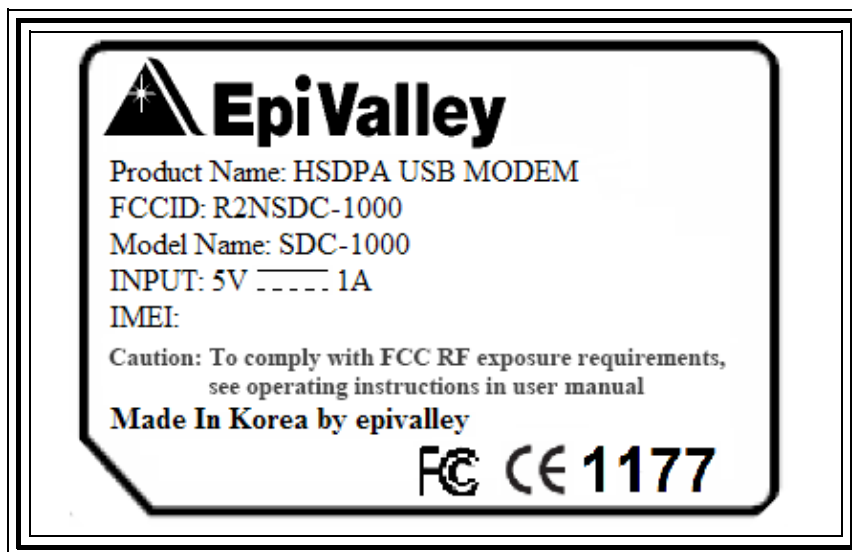 EpiValley
Product Name: HSDPA USB MODEM
FCCID: R2NSDC-1000
Model Name: SDC-1000
INPUT: 5V 1A
IMEI:
Caution: To comply with FCC RF exposure requirements,
see operating instructions in user manual
Made In Korea by epivalley
FC CE 1177